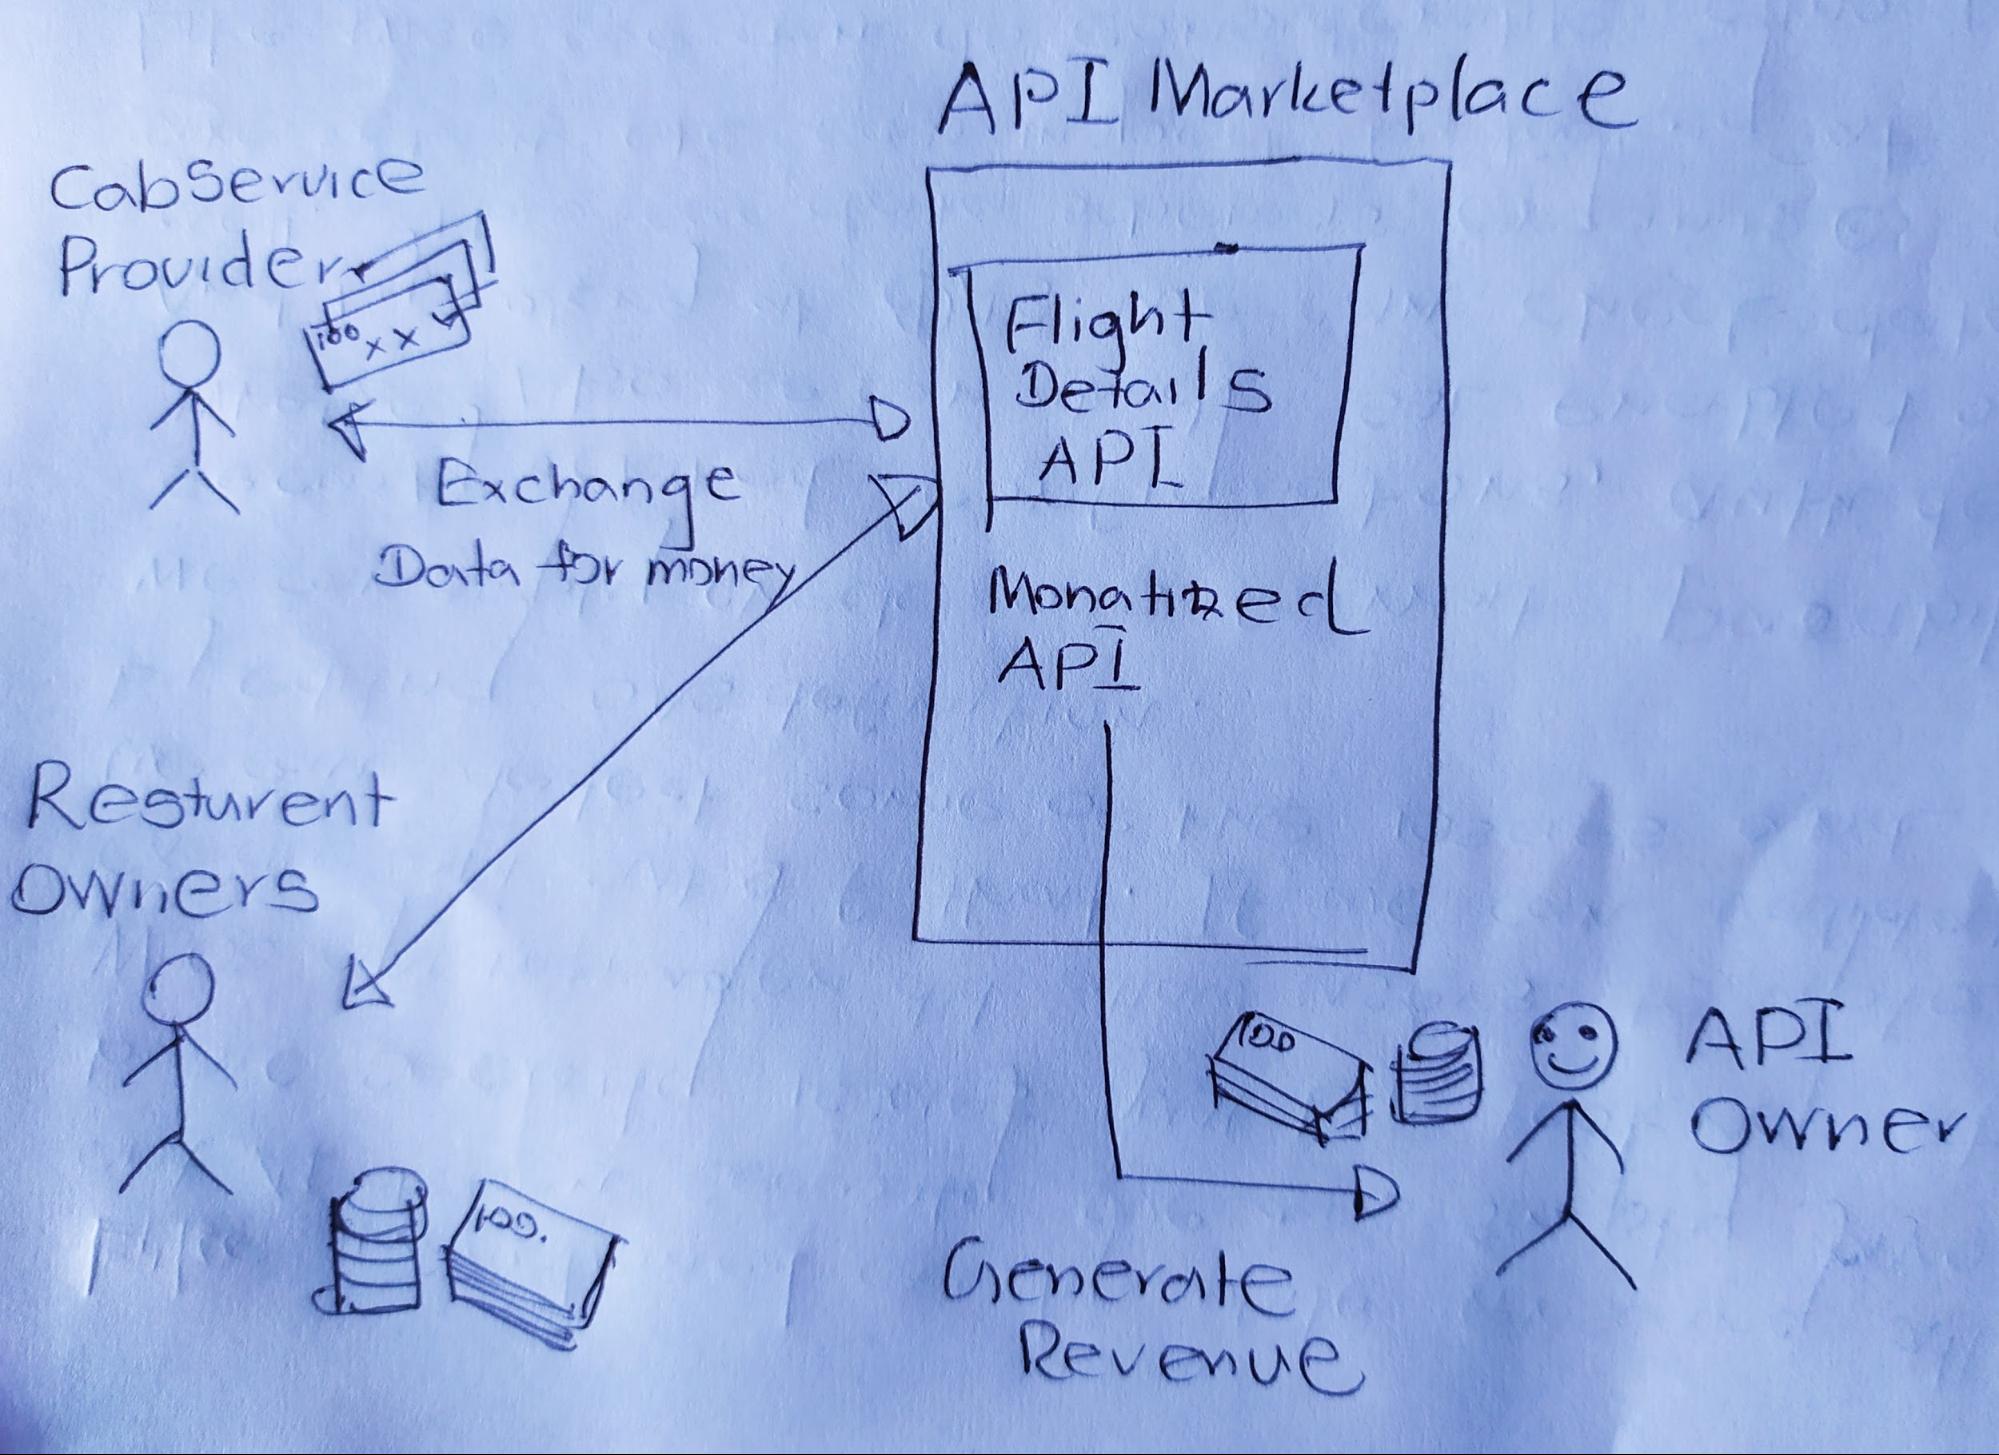 API Marketplace
CabService
Provider
100 x x
Exchange
Data for money
Flight
Details
API
Monatized
API
Resturent
Owners
100.
100
API
Owner
Generate
Revenue